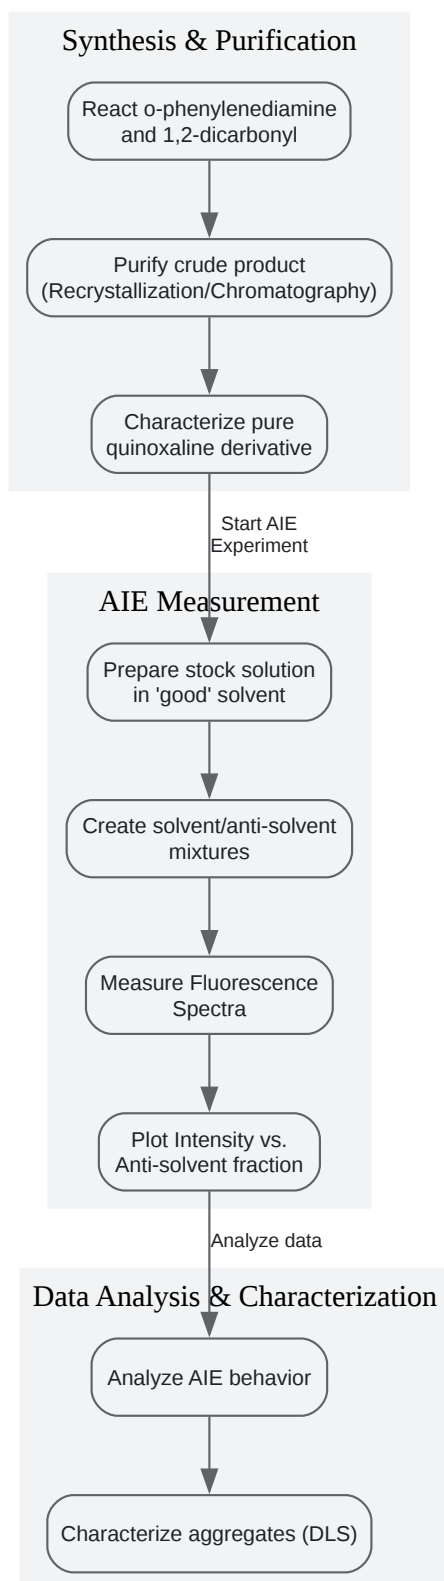 Synthesis & Purification
React o-phenylenediamine
and 1,2-dicarbonyl
Purify crude product
(Recrystallization/Chromatography)
Characterize pure
quinoxaline derivative
Start AIE
Experiment
AIE Measurement
Prepare stock solution
in 'good' solvent
Create solvent/anti-solvent
mixtures
Measure Fluorescence
Spectra
Plot Intensity vs.
Anti-solvent fraction
Analyze data
Data Analysis & Characterization
Analyze AIE behavior
Characterize aggregates (DLS)